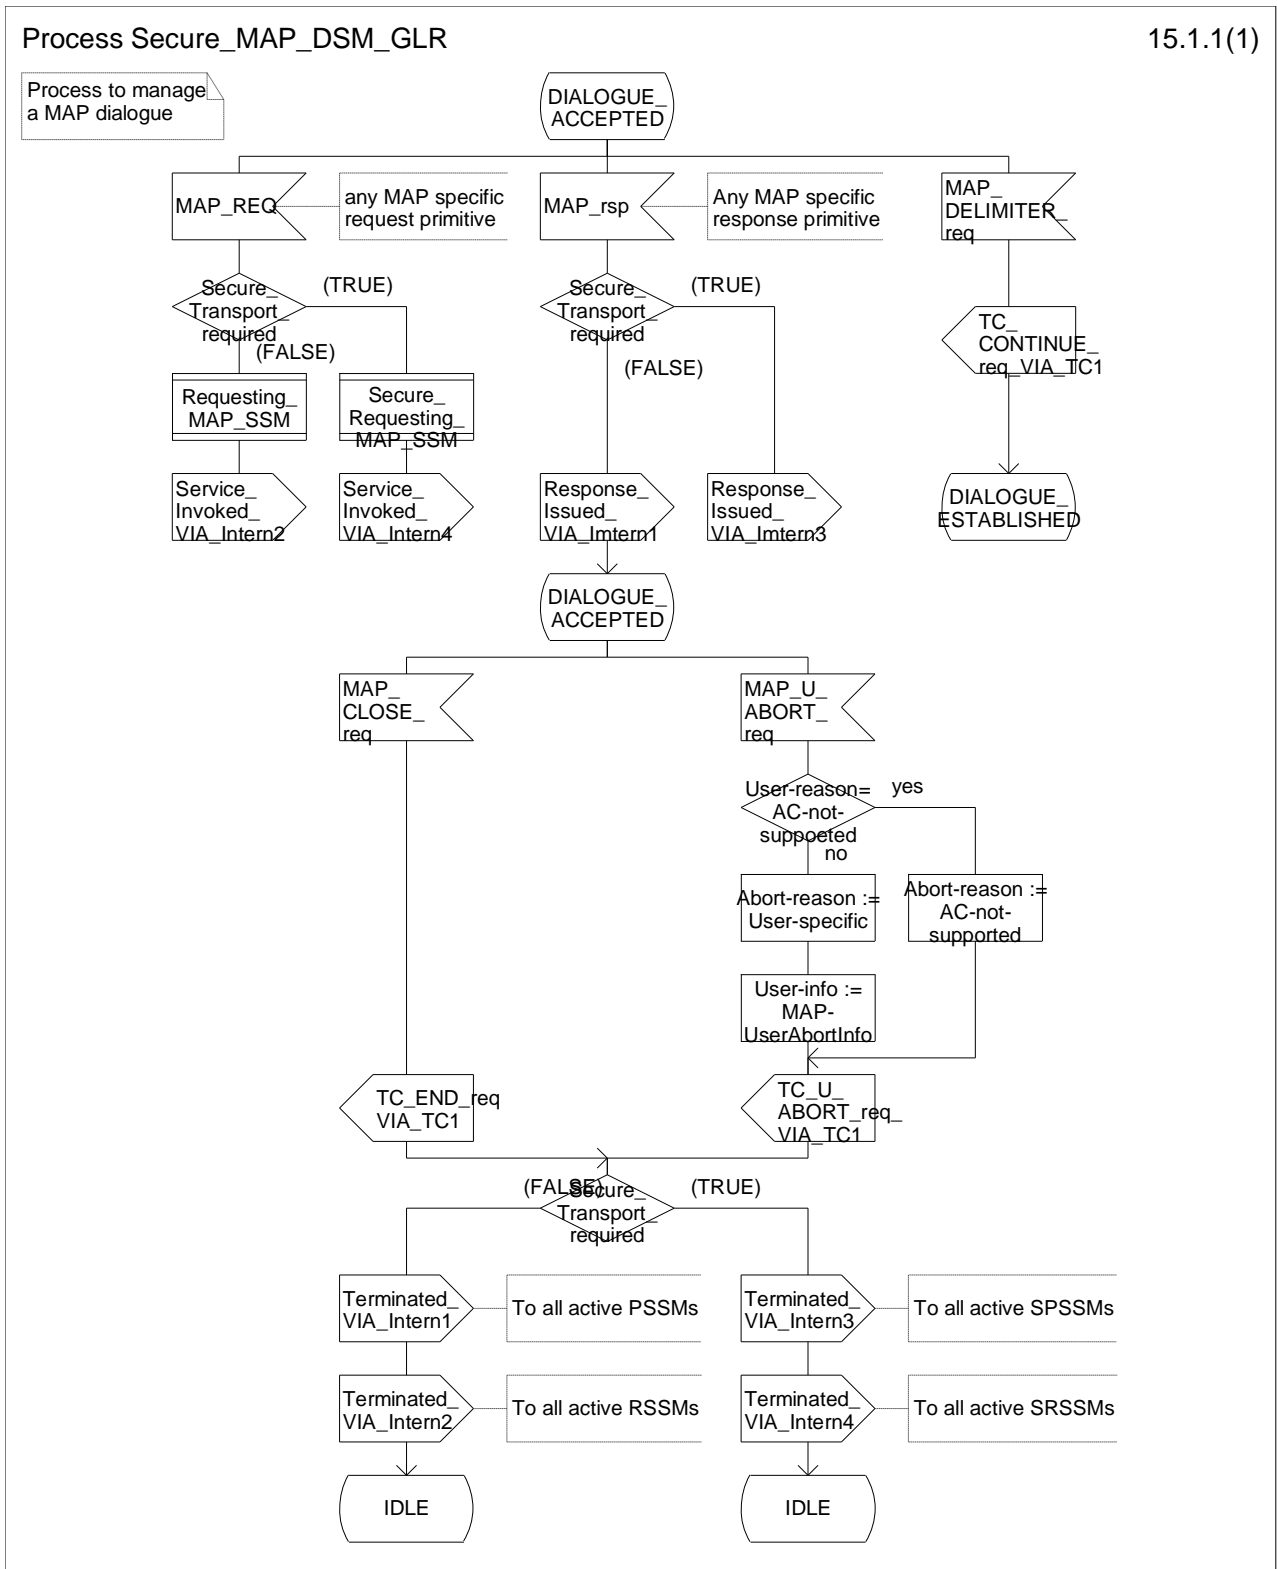 Process Secure_MAP_DSM_GLR
15.1.1(1)
Process to manage
a MAP dialogue
DIALOGUE_
ACCEPTED
MAP_REQ
any MAP specific
request primitive
MAP_rsp
Any MAP specific
response primitive
MAP_
DELIMITER_
req
Secure_
Transport_
required
(TRUE)
(FALSE)
Secure_
Transport_
required
(TRUE)
(FALSE)
TC_
CONTINUE_
req_VIA_TC1
Requesting_
MAP_SSM
Secure_
Requesting_
MAP_SSM
Service_
Invoked_
VIA_Intern2
Service_
Invoked_
VIA_Intern4
Response_
Issued_
VIA_Imtern1
Response_
Issued_
VIA_Imtern3
DIALOGUE_
ESTABLISHED
DIALOGUE_
ACCEPTED
MAP_
CLOSE_
req
MAP_U_
ABORT_
req
User-reason=
AC-not-
suppoeted
yes
no
Abort-reason :=
User-specific
Abort-reason :=
AC-not-
supported
User-info :=
MAP-
UserAbortInfo
TC_END_req
VIA_TC1
TC_U_
ABORT_req_
VIA_TC1
(FALSE)
Secure_
Transport_
required
(TRUE)
Terminated_
VIA_Intern1
To all active PSSMs
Terminated_
VIA_Intern3
To all active SPSSMs
Terminated_
VIA_Intern2
To all active RSSMs
Terminated_
VIA_Intern4
To all active SRSSMs
IDLE
IDLE